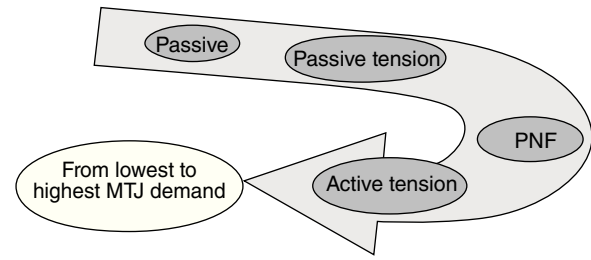 Passive
Passive tension
PNF
Active tension
From lowest to
highest MTJ demand